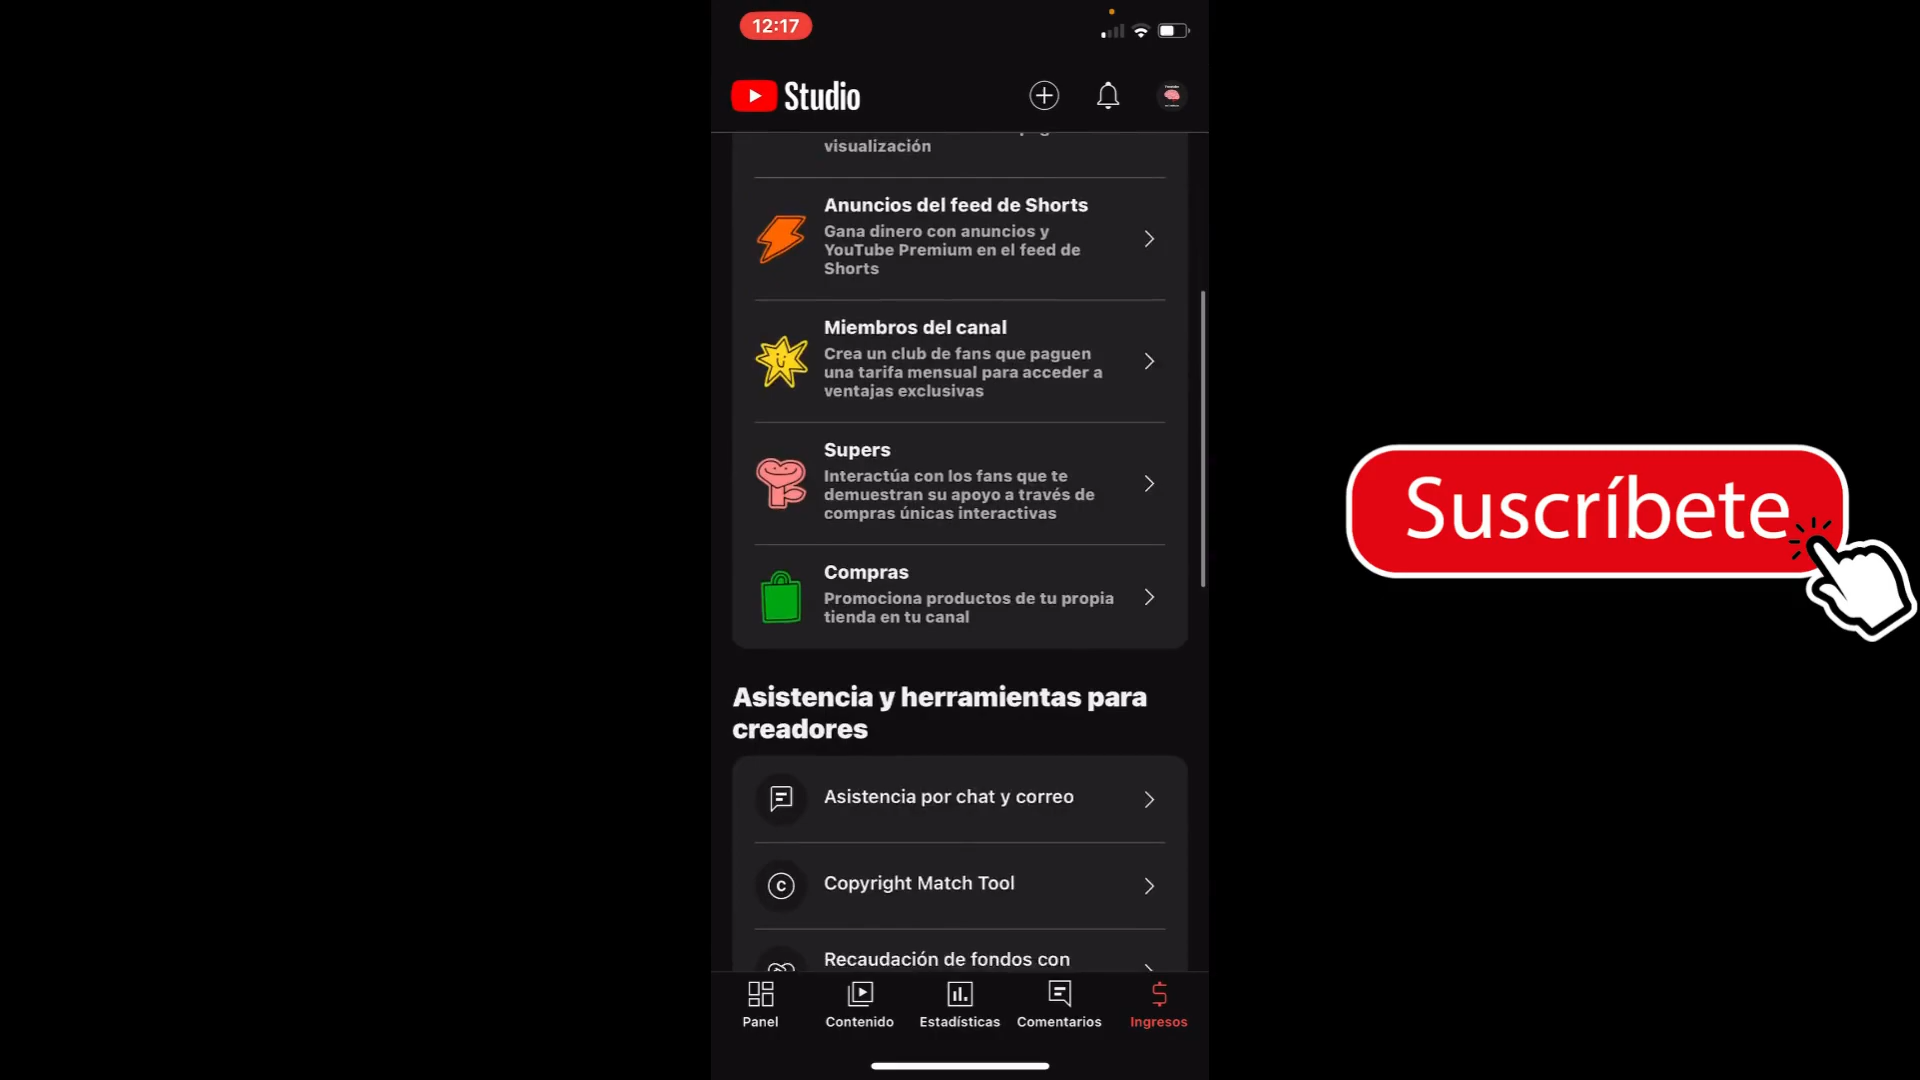 12:17
Studio
visualización
Anuncios del feed de Shorts
Gana dinero con anuncios y
YouTube Premium en el feed de
Shorts
Miembros del canal
Crea un club de fans que paguen
una tarifa mensual para acceder a
ventajas exclusivas
Supers
Interactúa con los fans que te
demuestran su apoyo a través de
compras únicas interactivas
Compras
Promociona productos de tu propia
tienda en tu canal
Asistencia y herramientas para
creadores
Asistencia por chat y correo
Copyright Match Tool
Recaudación de fondos con
Panel
Contenido
Estadísticas
Comentarios
Ingresos
Suscríbete